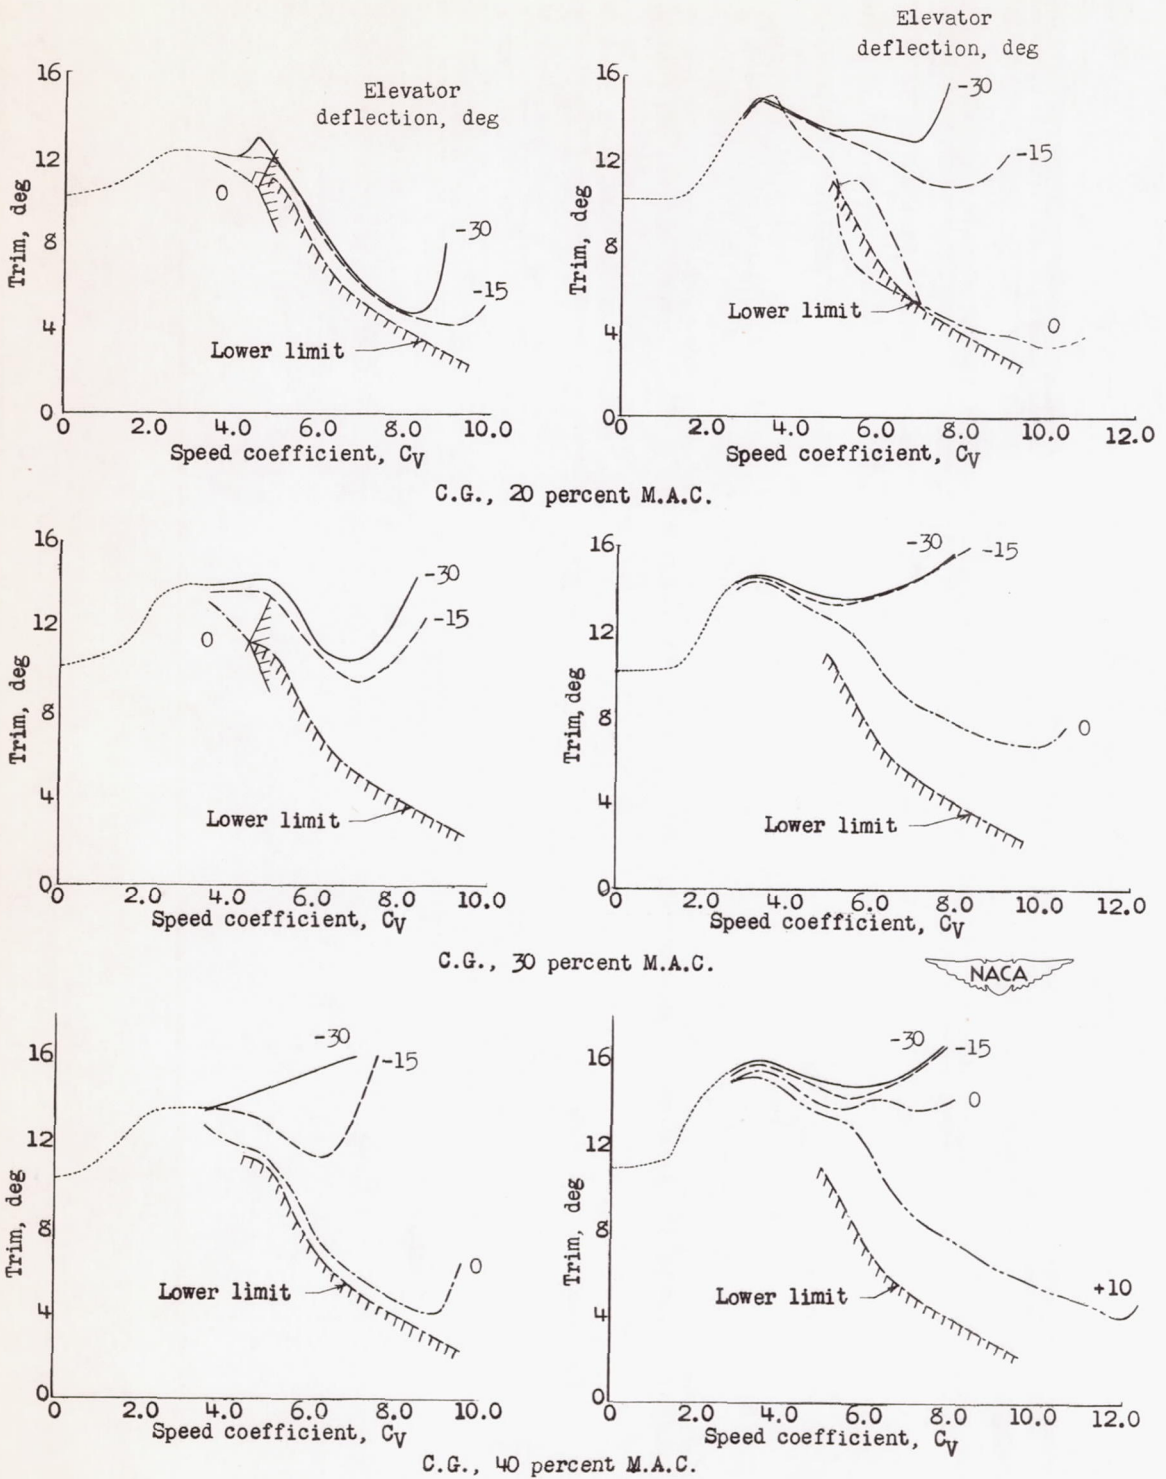 Elevator
deflection, deg
16
12
8
4
0
Trim, deg
0
-30
-15
Lower limit
0 2.0 4.0 6.0 8.0 10.0
Speed coefficient, CV
Elevator
deflection, deg
16
12
8
4
0
Trim, deg
-30
-15
0
Lower limit
0 2.0 4.0 6.0 8.0 10.0 12.0
Speed coefficient, CV
C.G., 20 percent M.A.C.
16
12
8
4
0
Trim, deg
-30
-15
0
Lower limit
0 2.0 4.0 6.0 8.0 10.0
Speed coefficient, CV
16
12
8
4
0
Trim, deg
-30
-15
0
Lower limit
0 2.0 4.0 6.0 8.0 10.0 12.0
Speed coefficient, CV
C.G., 30 percent M.A.C.
NACA
16
12
8
4
0
Trim, deg
-30
-15
0
Lower limit
0 2.0 4.0 6.0 8.0 10.0
Speed coefficient, CV
16
12
8
4
0
Trim, deg
-30
-15
0
+10
Lower limit
0 2.0 4.0 6.0 8.0 10.0 12.0
Speed coefficient, CV
C.G., 40 percent M.A.C.